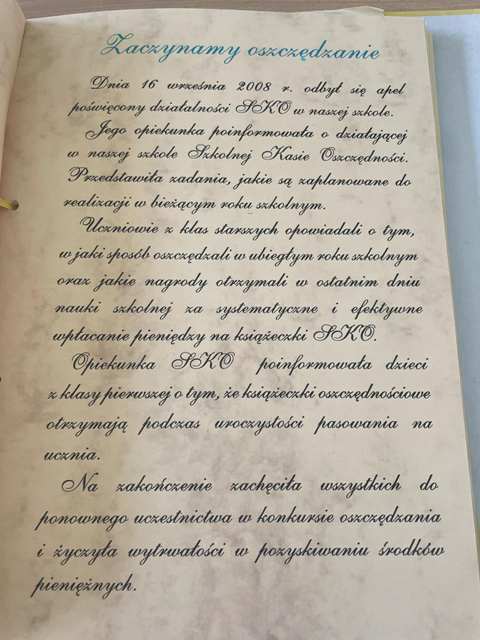 Zaczynamy oszczędzanie
Dnia 16 września 2008 r. odbył się apel
poświęcony działalności SKO w naszej szkole.
Jego opiekunka poinformowała o działającej
w naszej szkole Szkolnej Kasie Oszczędności.
Przedstawiła zadania, jakie są zaplanowane do
realizacji w bieżącym roku szkolnym.
Uczniowie z klas starszych opowiadali o tym,
w jaki sposób oszczędzali w ubiegłym roku szkolnym
oraz jakie nagrody otrzymali w ostatnim dniu
nauki szkolnej za systematyczne i efektywne
wpłacanie pieniędzy na książeczki SKO.
Opiekunka SKO poinformowała dzieci
z klasy pierwszej o tym, że książeczki oszczędnościowe
otrzymają podczas uroczystości pasowania na
ucznia.
Na zakończenie zachęciła wszystkich do
ponownego uczestnictwa w konkursie oszczędzania
i życzyła wytrwałości w pozyskiwaniu środków
pieniężnych.